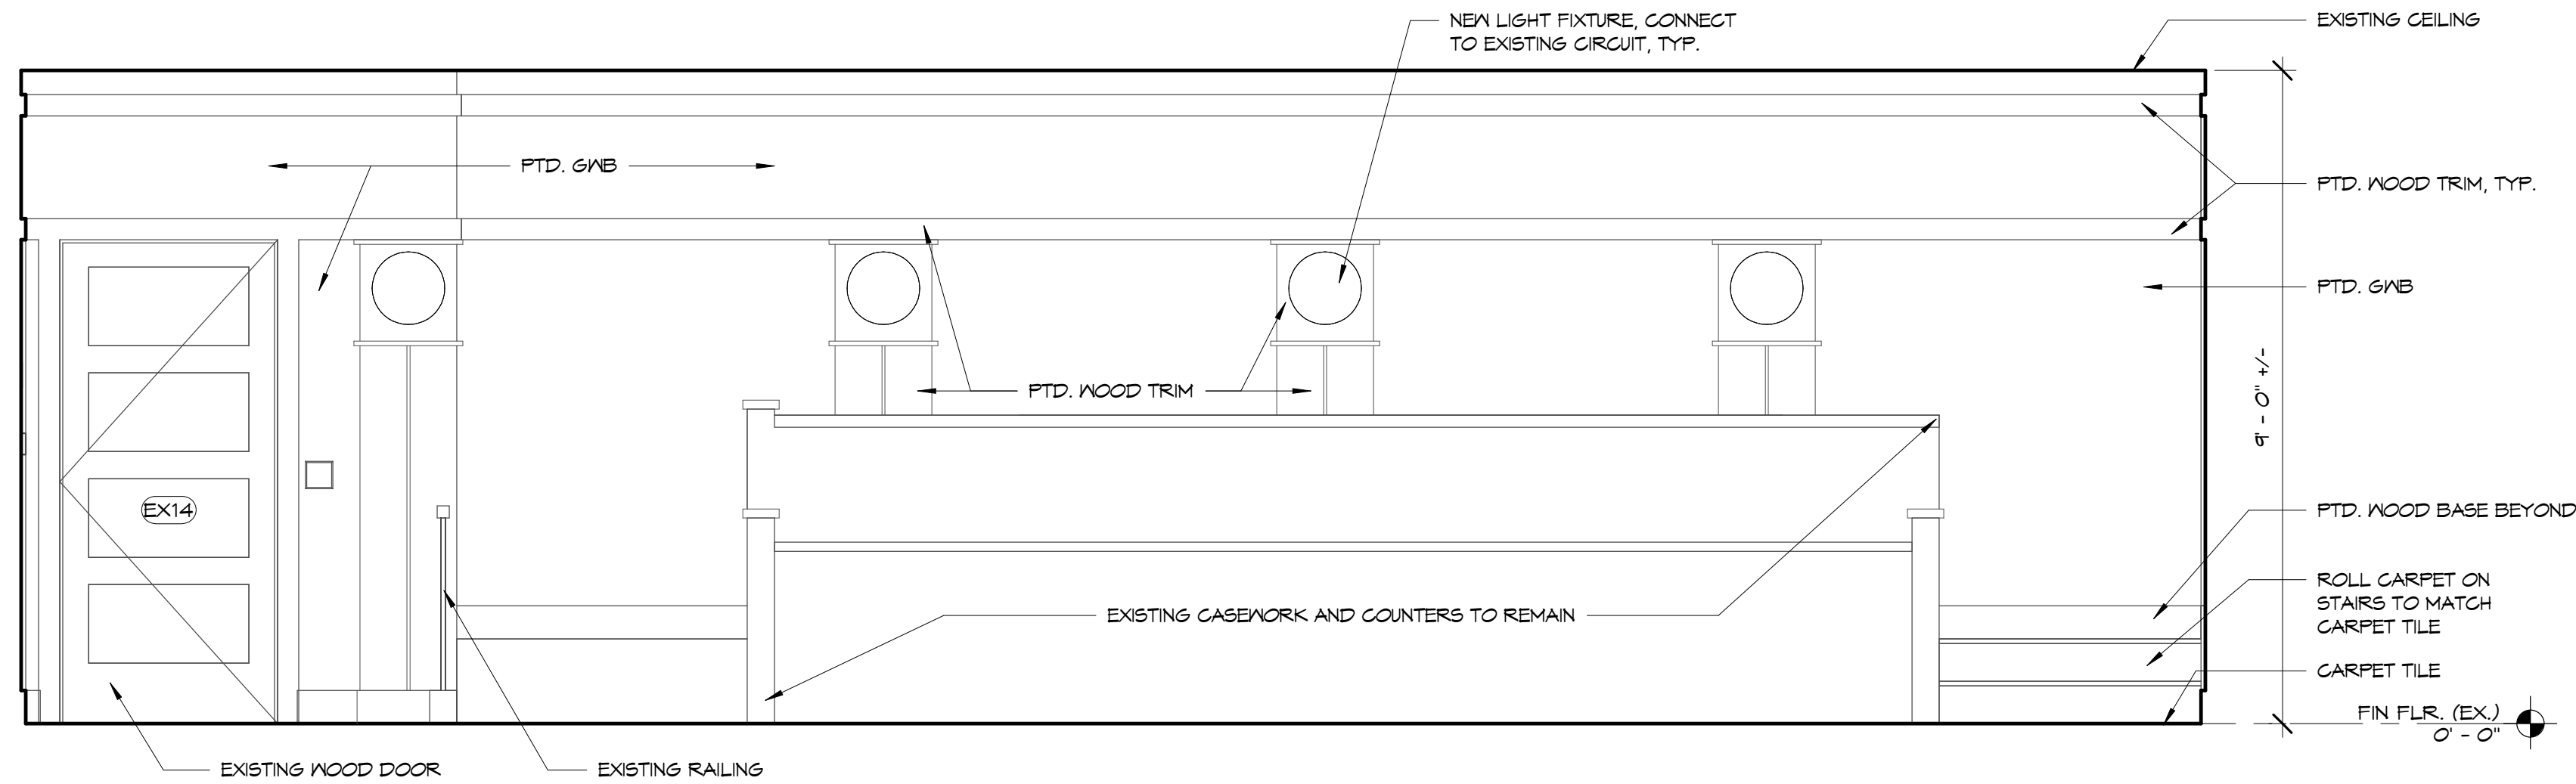 NEW LIGHT FIXTURE, CONNECT
TO EXISTING CIRCUIT, TYP.
EXISTING CEILING
PTD. GWB
PTD. WOOD TRIM, TYP.
PTD. GWB
9' - 0" +/-
PTD. WOOD TRIM
EX14
PTD. WOOD BASE BEYOND
ROLL CARPET ON
STAIRS TO MATCH
CARPET TILE
EXISTING CASEWORK AND COUNTERS TO REMAIN
CARPET TILE
FIN FLR. (EX.)
0' - 0"
EXISTING WOOD DOOR
EXISTING RAILING